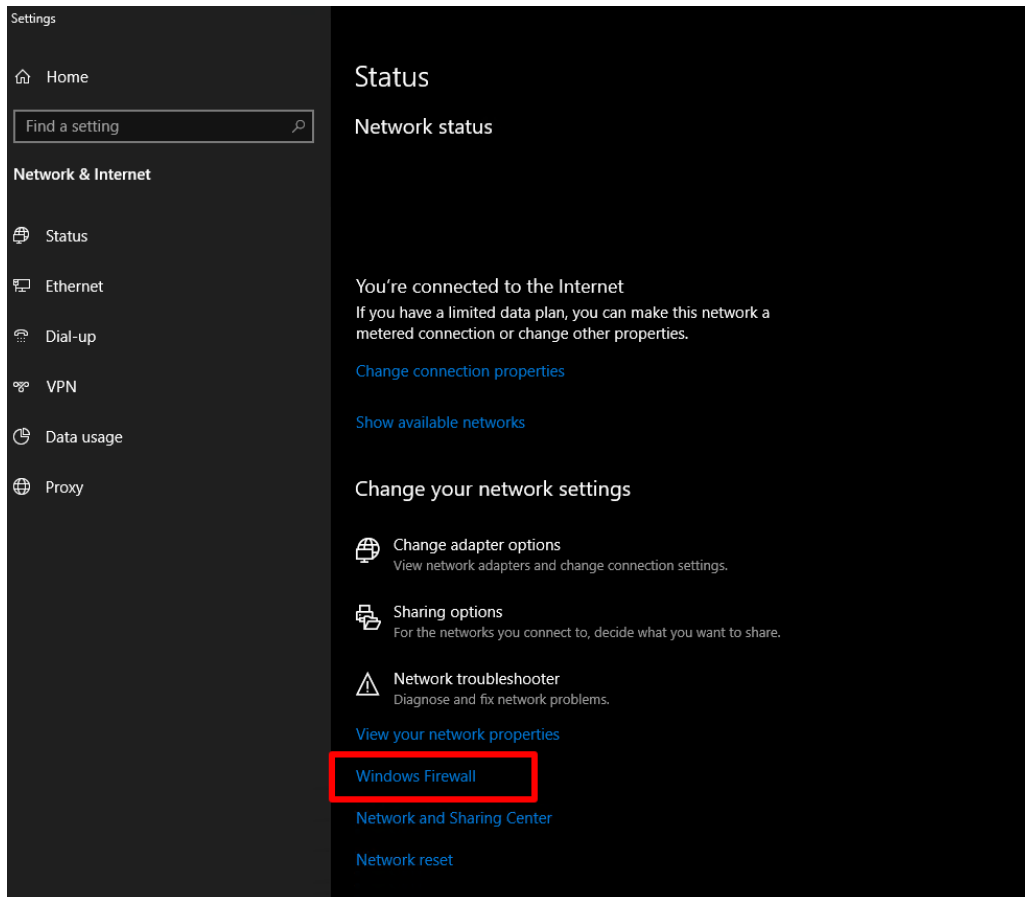 Settings
Home
Find a setting
Network & Internet
Status
Ethernet
Dial-up
VPN
Data usage
Proxy
Status
Network status
You're connected to the Internet
If you have a limited data plan, you can make this network a
metered connection or change other properties.
Change connection properties
Show available networks
Change your network settings
Change adapter options
View network adapters and change connection settings.
Sharing options
For the networks you connect to, decide what you want to share.
Network troubleshooter
Diagnose and fix network problems.
View your network properties
Windows Firewall
Network and Sharing Center
Network reset